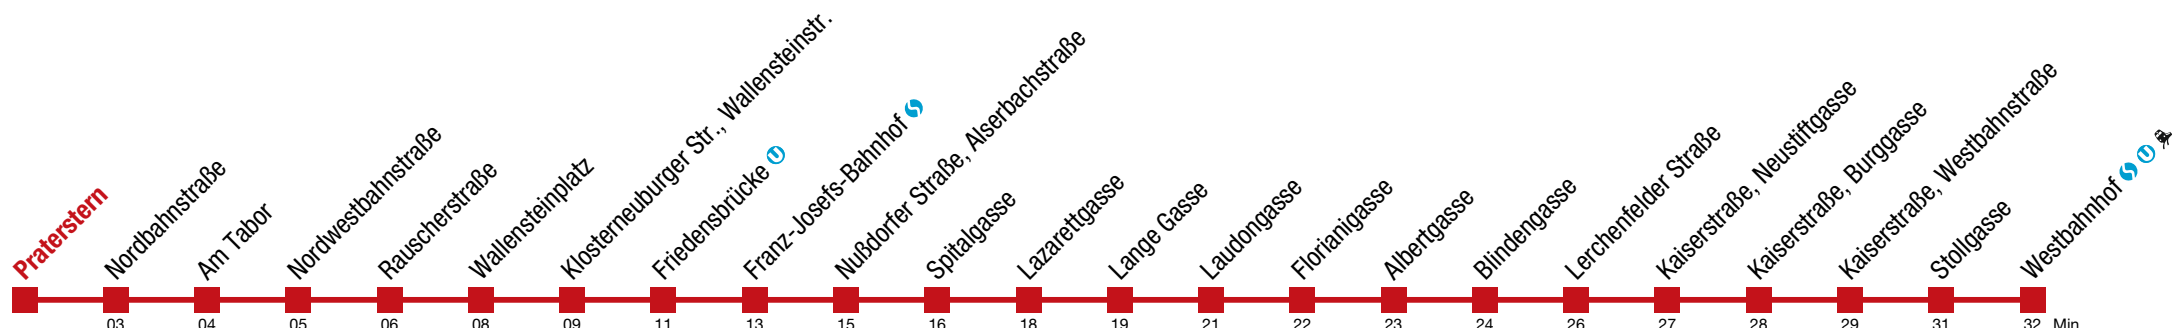 Praterstern
Nordbahnstraße
Am Tabor
Nordwestbahnstraße
Rauscherstraße
Wallensteinplatz
Klosterneuburger Str., Wallensteinstr.
Friedensbrücke U
Franz-Josefs-Bahnhof S
Nußdorfer Straße, Alserbachstraße
Spitalgasse
Lazarettgasse
Lange Gasse
Laudongasse
Florianigasse
Albertgasse
Blindengasse
Lerchenfelder Straße
Kaiserstraße, Neustiftgasse
Kaiserstraße, Burggasse
Kaiserstraße, Westbahnstraße
Stollgasse
Westbahnhof S U
03 04 05 06 08 09 11 13 15 16 18 19 21 22 23 24 26 27 28 29 31 32 Min